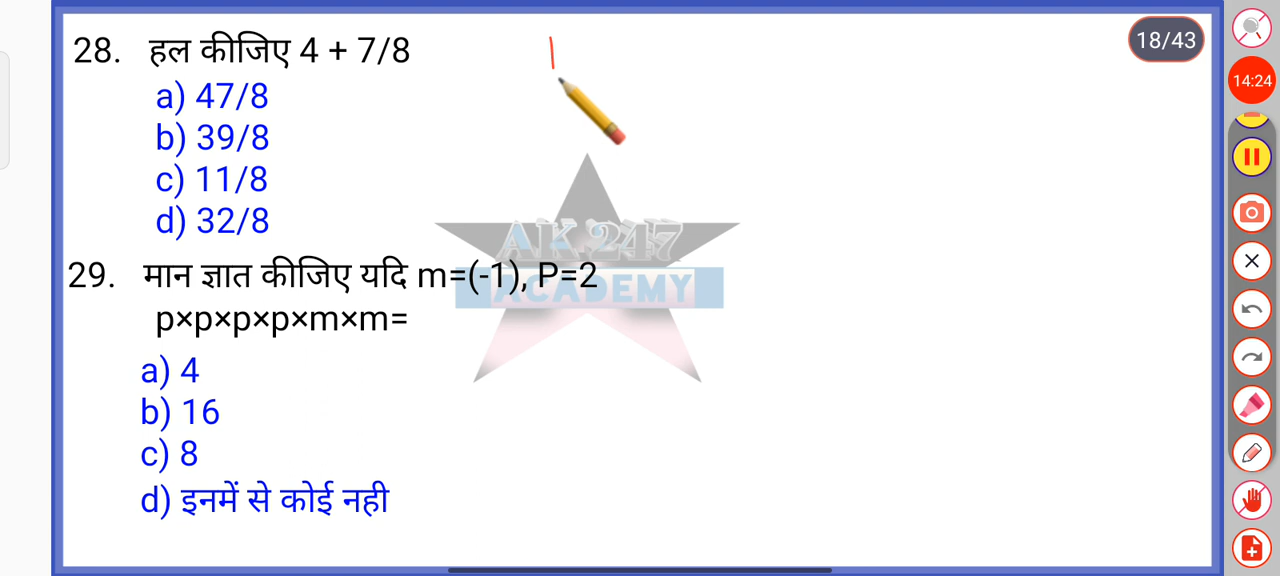 28. हल कीजिए 4 + 7/8
a) 47/8
b) 39/8
c) 11/8
d) 32/8
29. मान ज्ञात कीजिए यदि m=(-1), P=2
p×p×p×p×m×m=
a) 4
b) 16
c) 8
d) इनमें से कोई नही
AK 247
ACADEMY
18/43
14:24